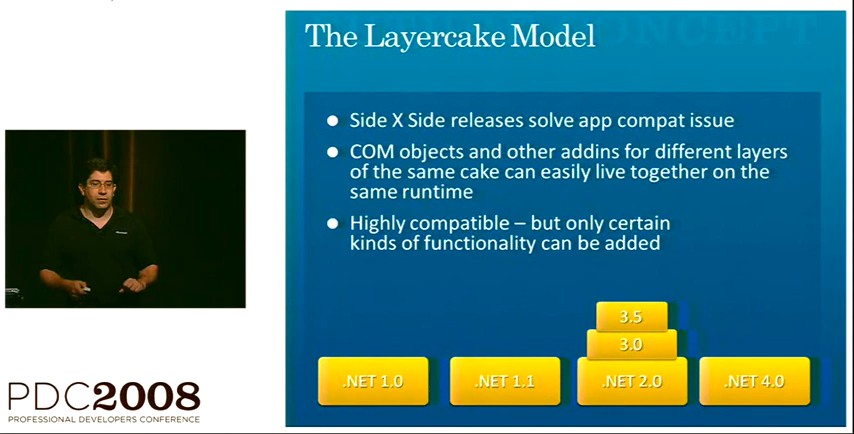 The Layercake Model
ONCEPT
Side X Side releases solve app compat issue
COM objects and other addins for different layers
of the same cake can easily live together on the
same runtime
Highly compatible – but only certain
kinds of functionality can be added
3.5
3.0
.NET 1.0
.NET 1.1
.NET 2.0
.NET 4.0
PDC2008
PROFESSIONAL DEVELOPERS CONFERENCE